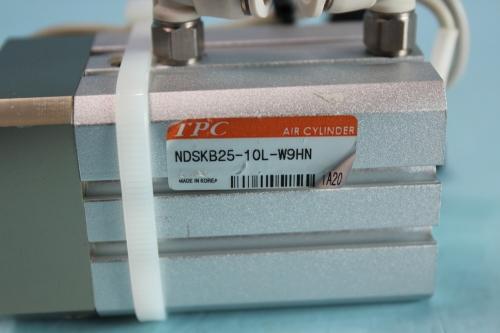 TPC AIR CYLINDER
NDSKB25-10L-W9HN
MADE IN KOREA 1A20